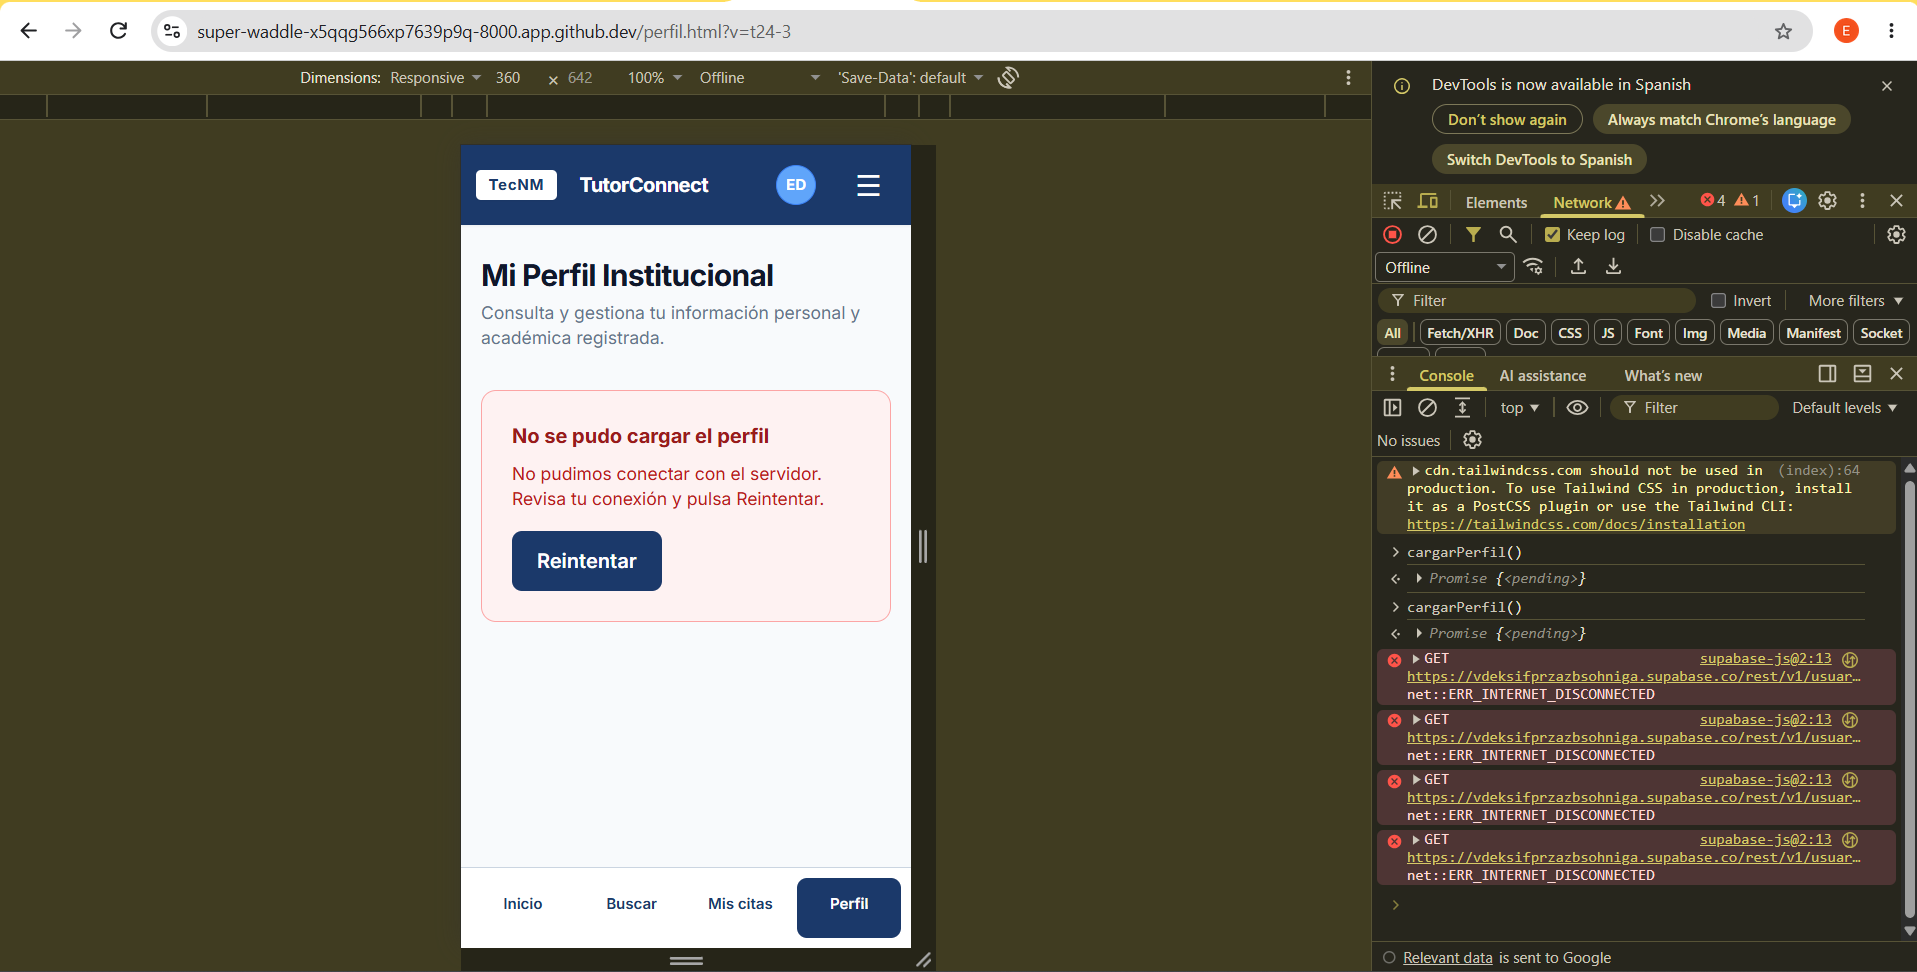 super-waddle-x5qqg566xp7639p9q-8000.app.github.dev/perfil.html?v=t24-3
E
Dimensions: Responsive 360 × 642 100% Offline 'Save-Data': default
TecNM TutorConnect ED
Mi Perfil Institucional
Consulta y gestiona tu información personal y
académica registrada.
No se pudo cargar el perfil
No pudimos conectar con el servidor.
Revisa tu conexión y pulsa Reintentar.
Reintentar
Inicio Buscar Mis citas Perfil
DevTools is now available in Spanish
Don't show again Always match Chrome's language
Switch DevTools to Spanish
Elements Network 4 1
Keep log Disable cache
Offline
Filter Invert More filters
All Fetch/XHR Doc CSS JS Font Img Media Manifest Socket
Console AI assistance What's new
top Filter Default levels
No issues
cdn.tailwindcss.com should not be used in (index):64
production. To use Tailwind CSS in production, install
it as a PostCSS plugin or use the Tailwind CLI:
https://tailwindcss.com/docs/installation
cargarPerfil()
Promise {<pending>}
cargarPerfil()
Promise {<pending>}
GET supabase-js@2:13
https://vdeksifprzazbsohniga.supabase.co/rest/v1/usuar…
net::ERR_INTERNET_DISCONNECTED
GET supabase-js@2:13
https://vdeksifprzazbsohniga.supabase.co/rest/v1/usuar…
net::ERR_INTERNET_DISCONNECTED
GET supabase-js@2:13
https://vdeksifprzazbsohniga.supabase.co/rest/v1/usuar…
net::ERR_INTERNET_DISCONNECTED
GET supabase-js@2:13
https://vdeksifprzazbsohniga.supabase.co/rest/v1/usuar…
net::ERR_INTERNET_DISCONNECTED
Relevant data is sent to Google